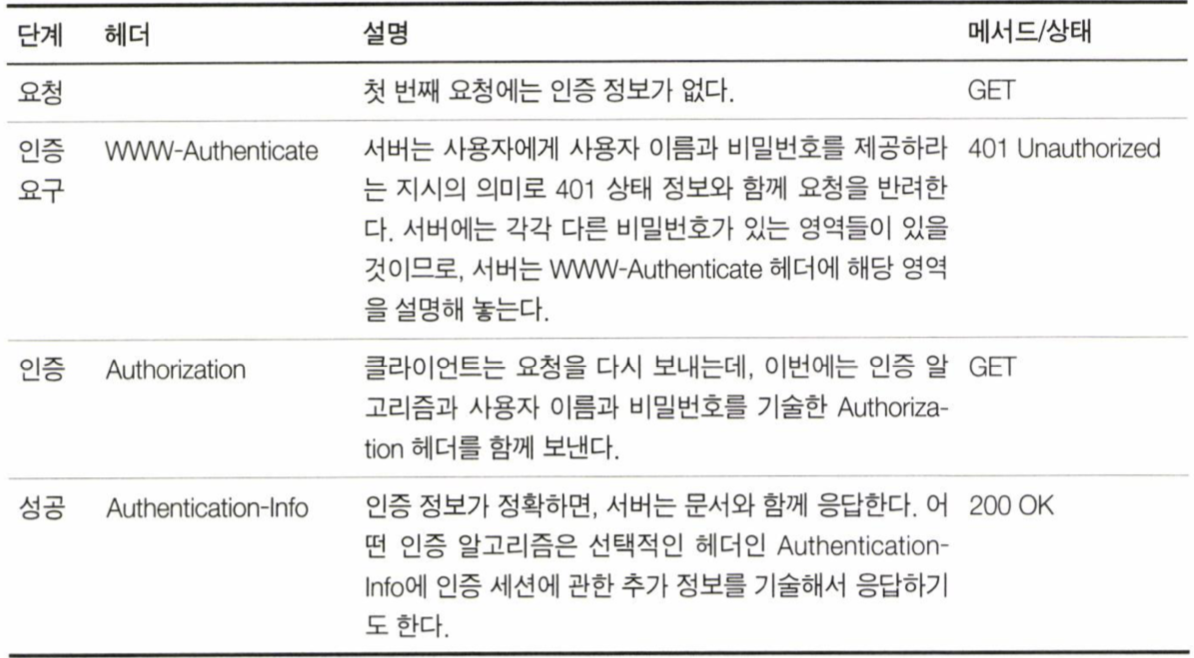 단계 헤더 설명 메서드/상태
요청 첫 번째 요청에는 인증 정보가 없다. GET
인증 WWW-Authenticate 서버는 사용자에게 사용자 이름과 비밀번호를 제공하라 401 Unauthorized
요구 는 지시의 의미로 401 상태 정보와 함께 요청을 반려한
다. 서버에는 각각 다른 비밀번호가 있는 영역들이 있을
것이므로, 서버는 WWW-Authenticate 헤더에 해당 영역
을 설명해 놓는다.
인증 Authorization 클라이언트는 요청을 다시 보내는데, 이번에는 인증 알 GET
고리즘과 사용자 이름과 비밀번호를 기술한 Authoriza-
tion 헤더를 함께 보낸다.
성공 Authentication-Info 인증 정보가 정확하면, 서버는 문서와 함께 응답한다. 어 200 OK
떤 인증 알고리즘은 선택적인 헤더인 Authentication-
Info에 인증 세션에 관한 추가 정보를 기술해서 응답하기
도 한다.